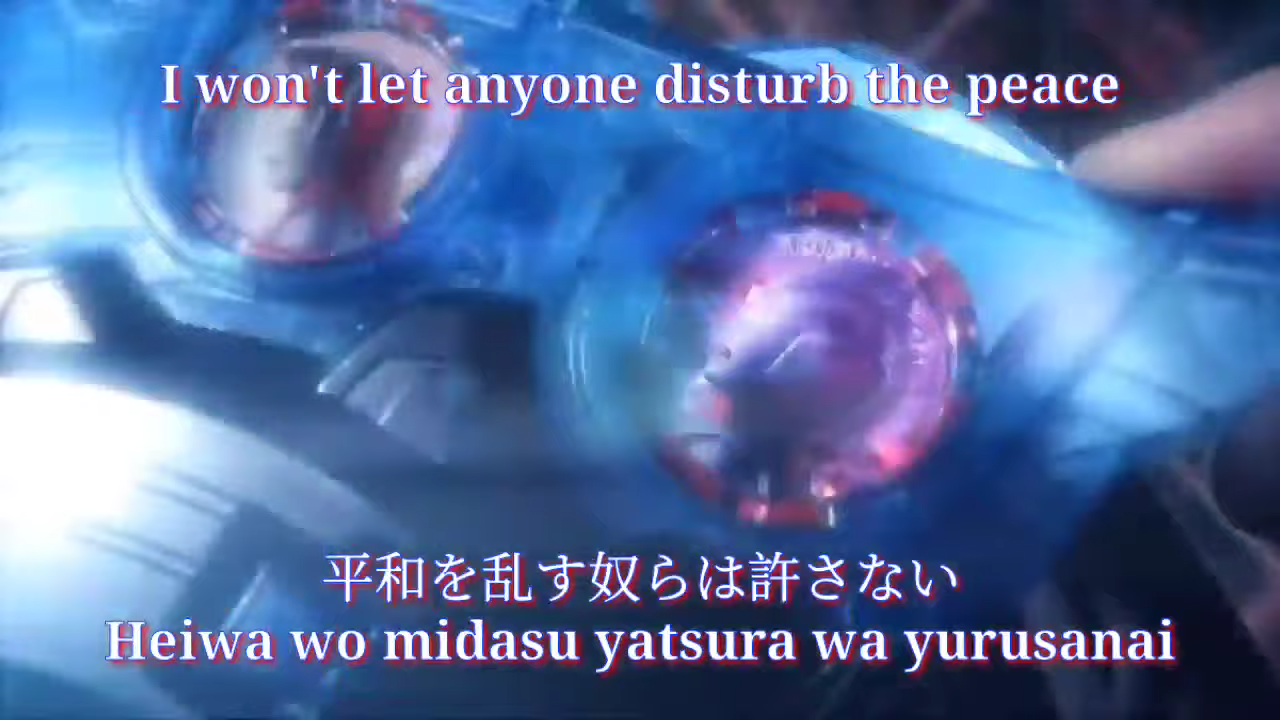 I won't let anyone disturb the peace
平和を乱す奴らは許さない
Heiwa wo midasu yatsura wa yurusanai